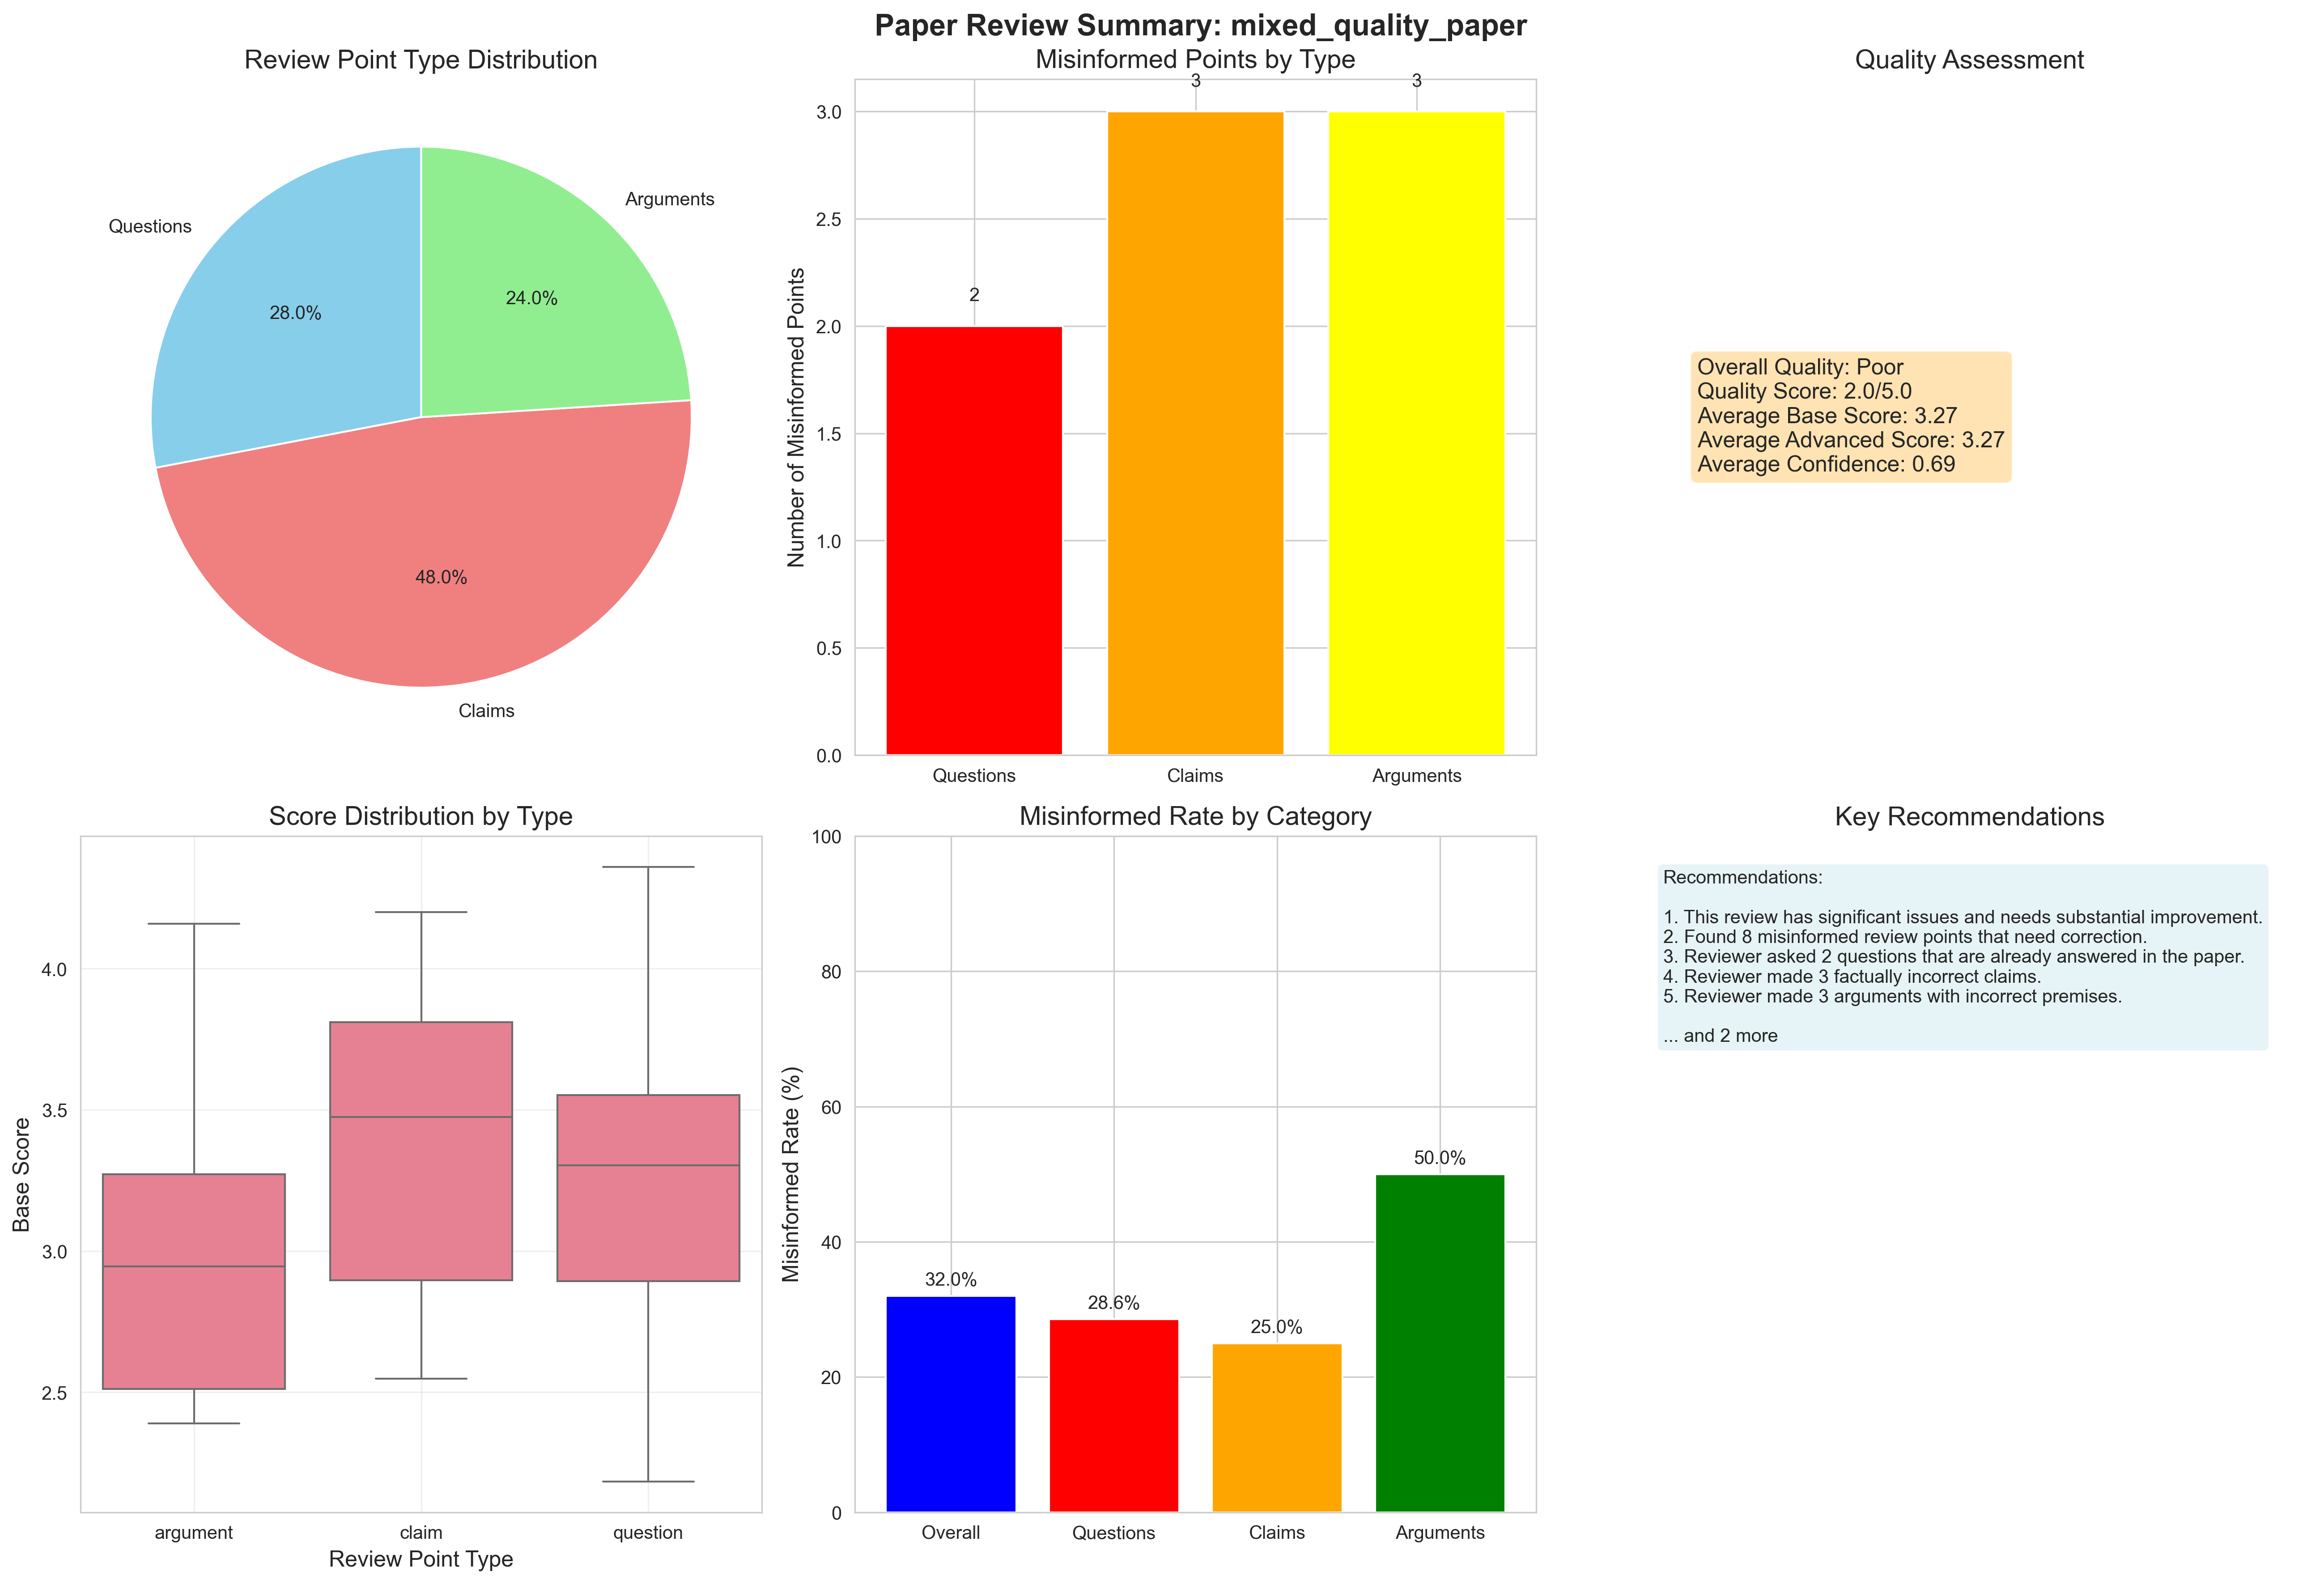 Paper Review Summary: mixed_quality_paper
Review Point Type Distribution
Questions
Arguments
Claims
28.0%
24.0%
48.0%
Misinformed Points by Type
Number of Misinformed Points
3.0
2.5
2.0
1.5
1.0
0.5
0.0
2
3
3
Questions
Claims
Arguments
Quality Assessment
Overall Quality: Poor
Quality Score: 2.0/5.0
Average Base Score: 3.27
Average Advanced Score: 3.27
Average Confidence: 0.69
Score Distribution by Type
Base Score
4.0
3.5
3.0
2.5
argument
claim
question
Review Point Type
Misinformed Rate by Category
Misinformed Rate (%)
100
80
60
40
20
0
32.0%
28.6%
25.0%
50.0%
Overall
Questions
Claims
Arguments
Key Recommendations
Recommendations:
1. This review has significant issues and needs substantial improvement.
2. Found 8 misinformed review points that need correction.
3. Reviewer asked 2 questions that are already answered in the paper.
4. Reviewer made 3 factually incorrect claims.
5. Reviewer made 3 arguments with incorrect premises.
... and 2 more